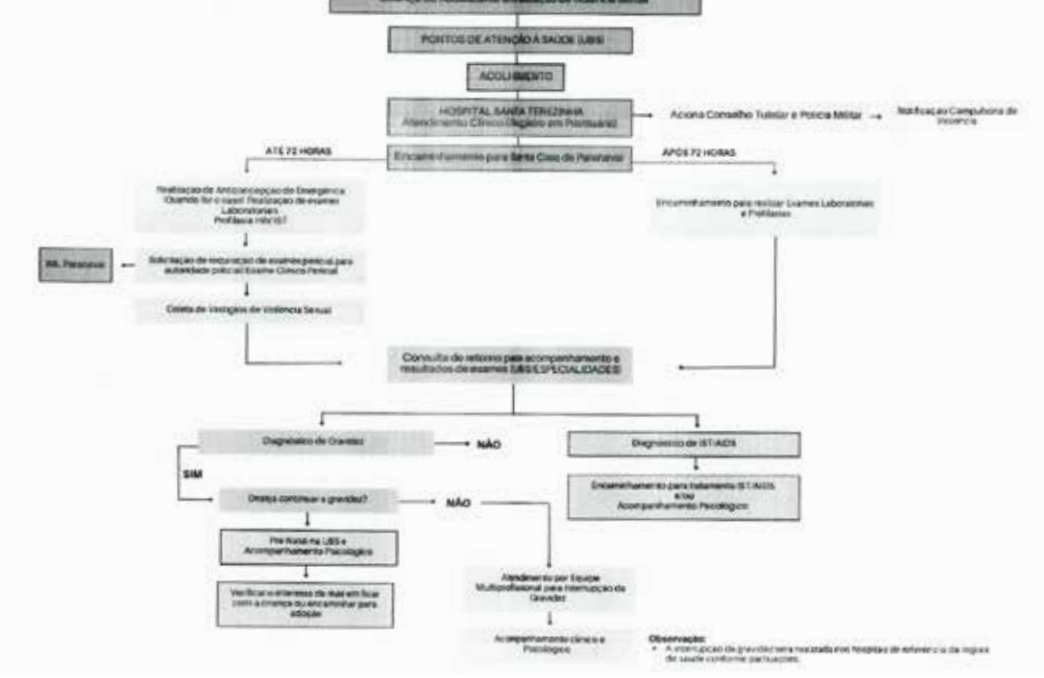 PONTOS DE ATENÇÃO À SAÚDE (UBS)
ACOLHIMENTO
HOSPITAL SANTA TEREZINHA
Atendimento Clínico (Registro em Prontuário)
Aciona Conselho Tutelar e Polícia Militar
Notificação Compulsória de
Violência
ATÉ 72 HORAS
Encaminhamento para Santa Casa de Paranavaí
APÓS 72 HORAS
Realização de Anticoncepção de Emergência
(Quando for o caso) Realização de exames
Laboratoriais
Profilaxia HIV/IST
Encaminhamento para realizar Exames Laboratoriais
e Profilaxias
IML Paranavaí
Solicitação de requisição de exames pericial para
autoridade policial/Exame Clínico Pericial
Coleta de Vestígios de Violência Sexual
Consulta de retorno para acompanhamento e
resultados de exames (UBS/ESPECIALIDADES)
Diagnóstico de Gravidez
NÃO
Diagnóstico de IST/AIDS
SIM
Encaminhamento para tratamento IST/AIDS
e/ou
Acompanhamento Psicológico
Deseja continuar a gravidez?
NÃO
Pré Natal na UBS e
Acompanhamento Psicológico
Verificar o interesse da mãe em ficar
com a criança ou encaminhar para
adoção
Atendimento por Equipe
Multiprofissional para Interrupção da
Gravidez
Acompanhamento clínico e
Psicológico
Observação:
• A interrupção da gravidez será realizada nos hospitais de referência da região
de saúde conforme pactuações.